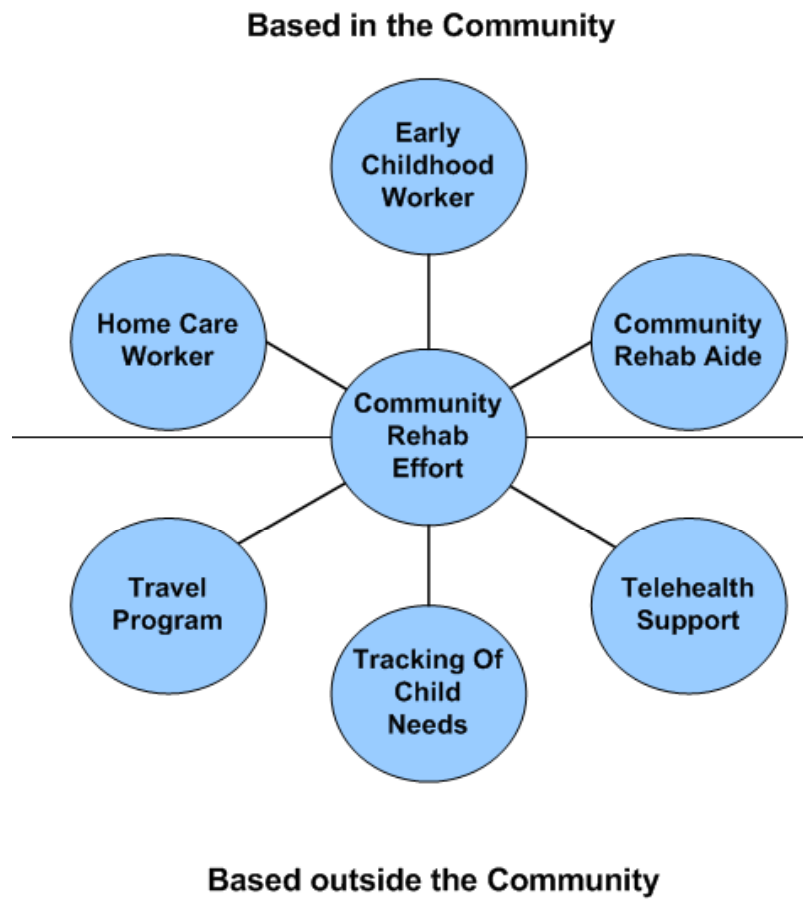 Based in the Community
Early
Childhood
Worker
Home Care
Worker
Community
Rehab Aide
Community
Rehab
Effort
Travel
Program
Telehealth
Support
Tracking Of
Child
Needs
Based outside the Community